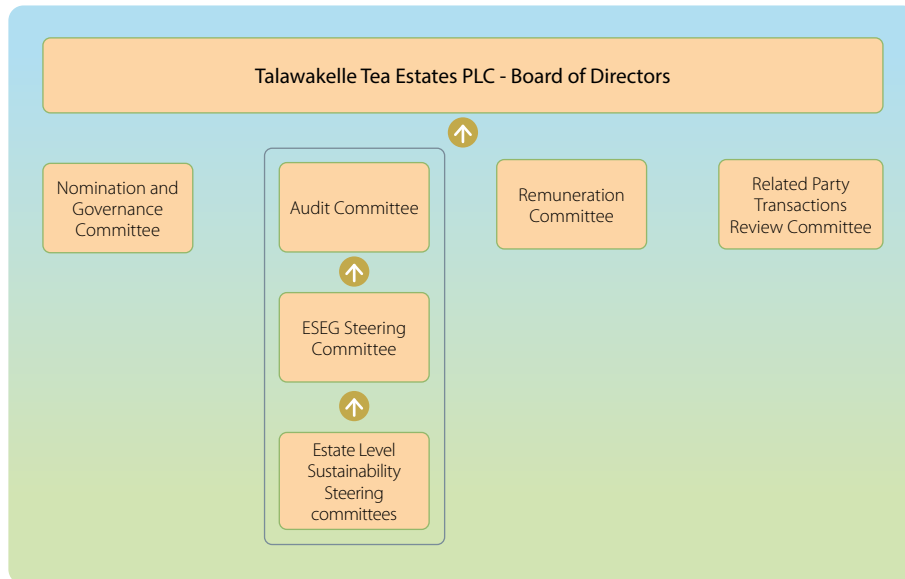 Talawakelle Tea Estates PLC - Board of Directors
Nomination and
Governance
Committee
Audit Committee
Remuneration
Committee
Related Party
Transactions
Review Committee
ESEG Steering
Committee
Estate Level
Sustainability
Steering
committees